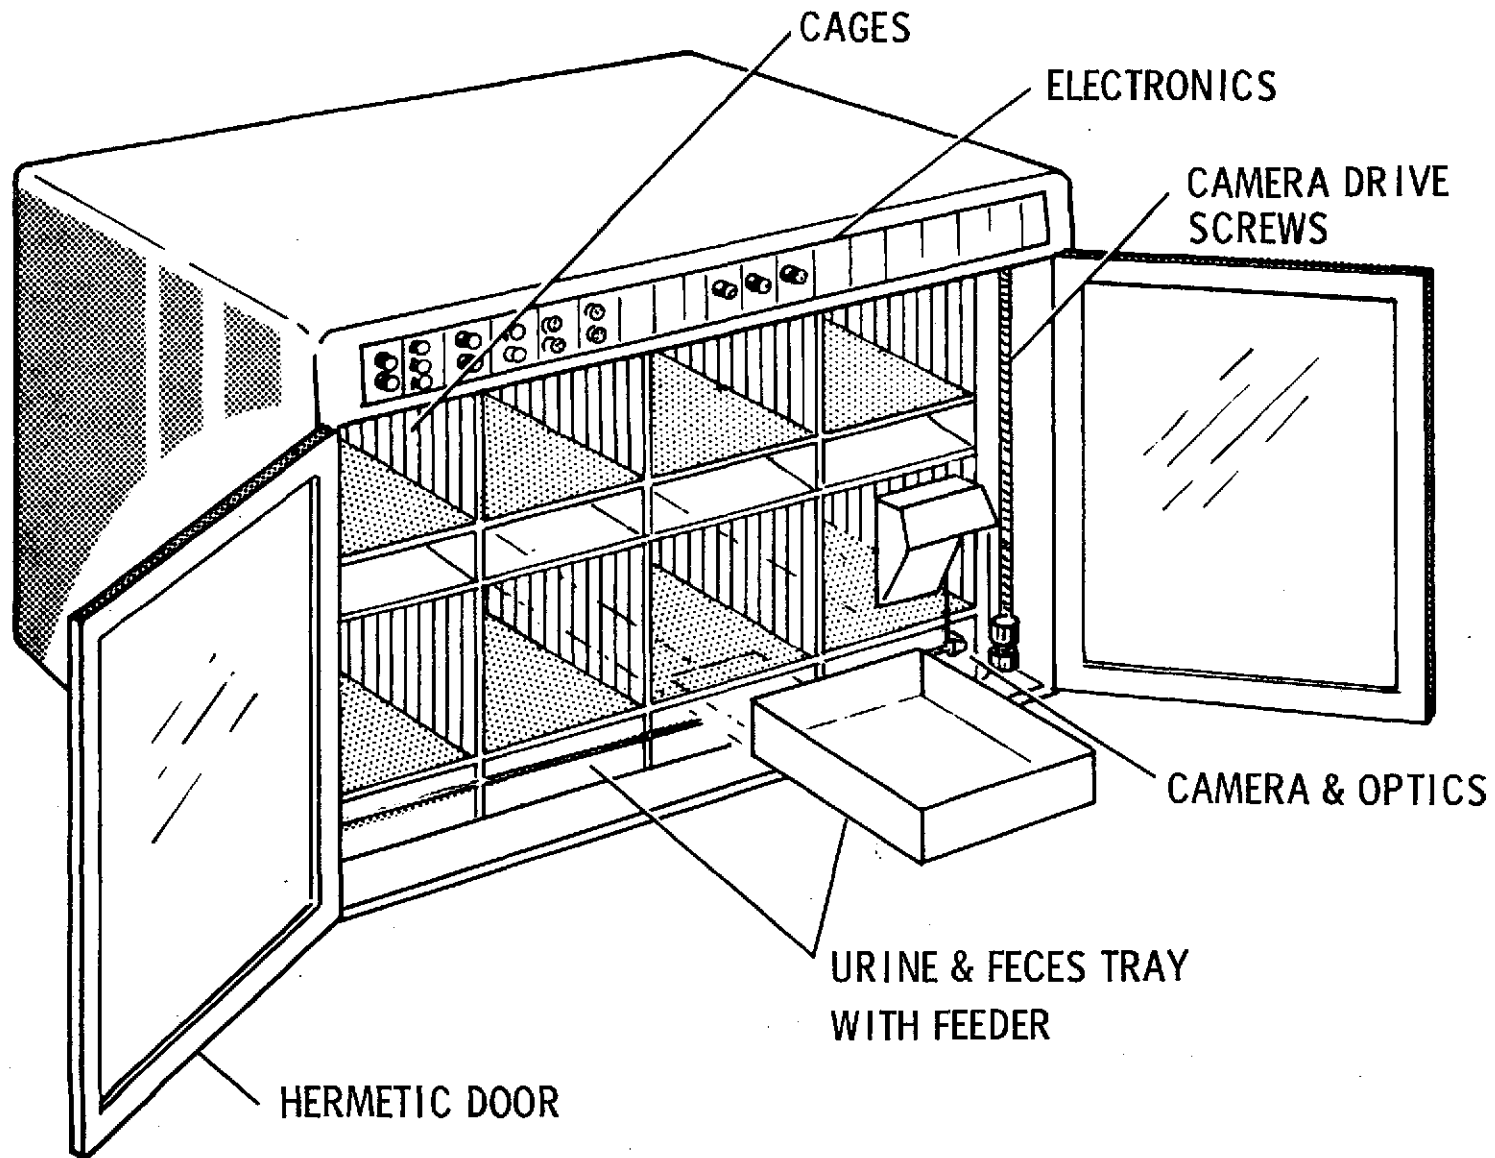 CAGES
ELECTRONICS
CAMERA DRIVE
SCREWS
CAMERA & OPTICS
URINE & FECES TRAY
WITH FEEDER
HERMETIC DOOR